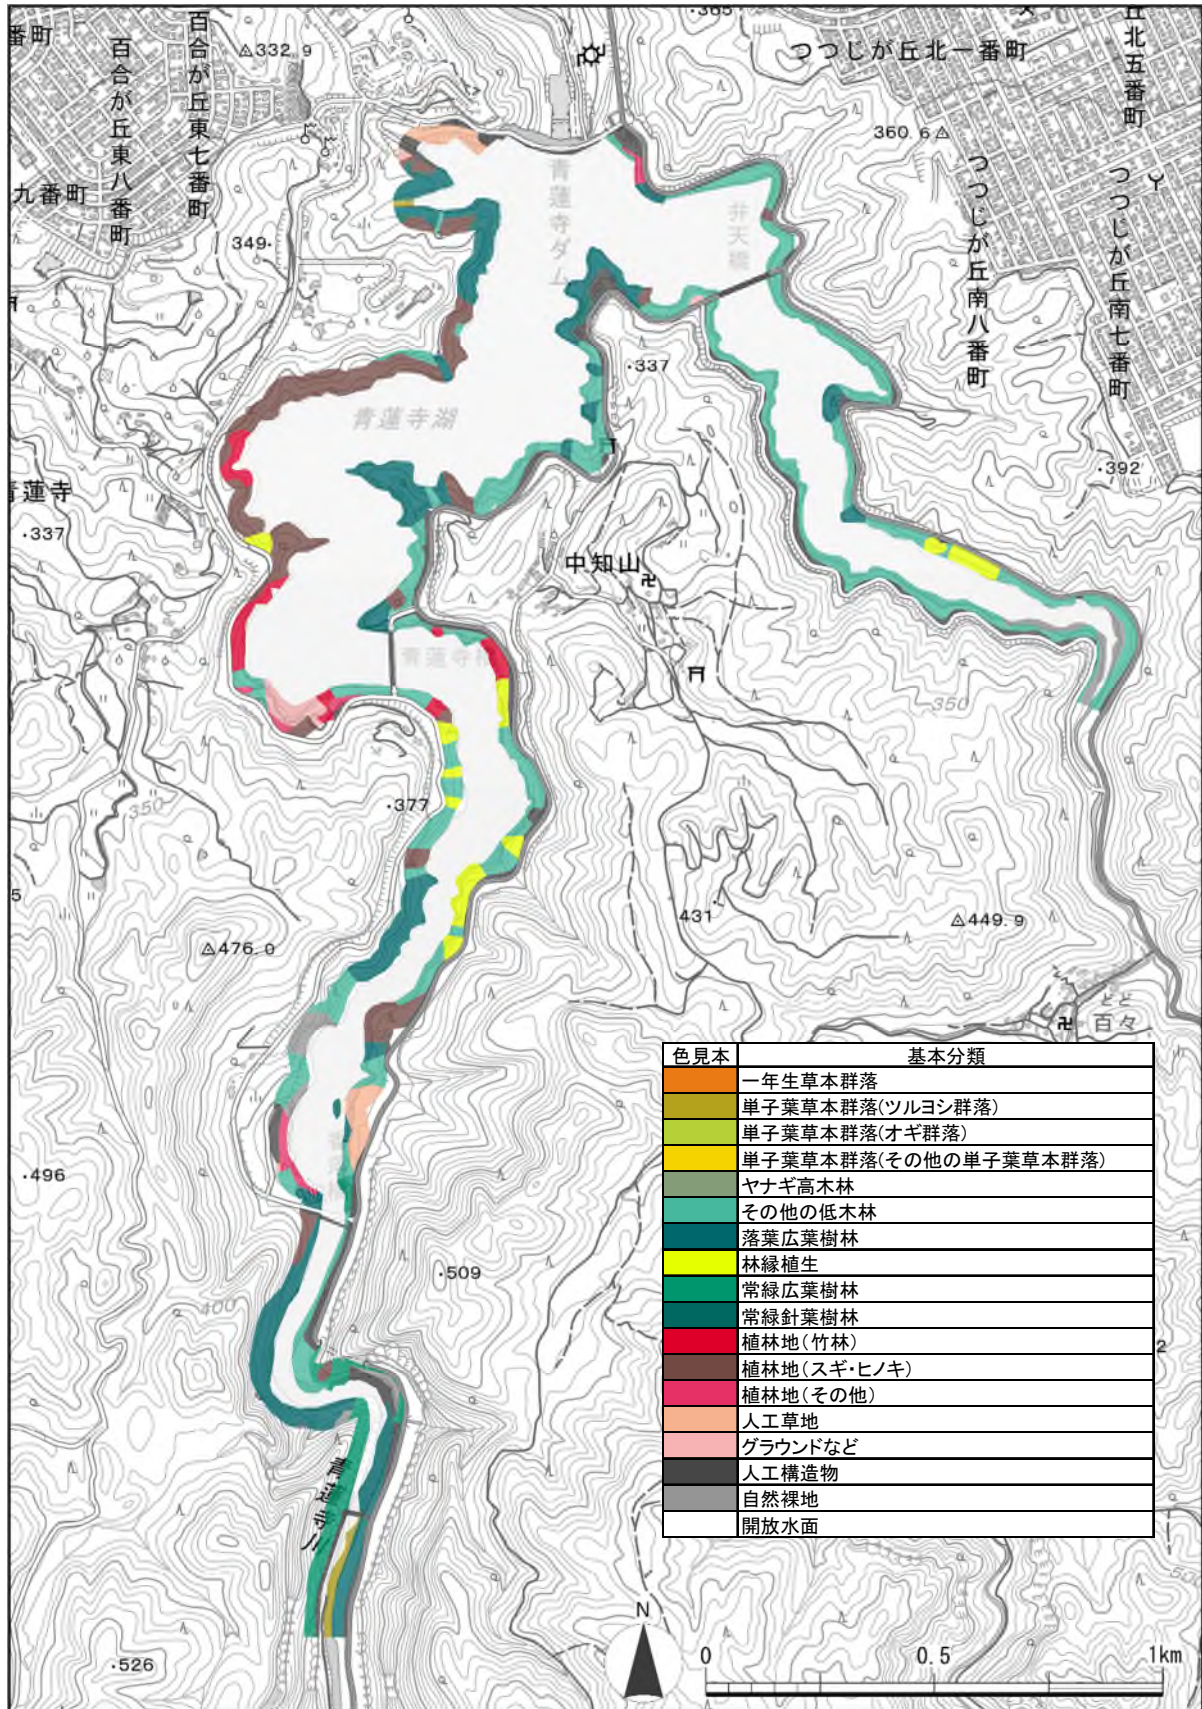 番町
百合が丘東八番町
百合が丘東七番町
九番町
△332.9
・365
つつじが丘北一番町
丘北五番町
360.6△
つつじが丘南八番町
つつじが丘南七番町
349・
青蓮寺ダム
弁天橋
・337
青蓮寺湖
・392
青蓮寺
・337
中知山
青蓮寺橋
350
350
・377
5
△476.0
431
△449.9
どど
百々
・496
・509
400
青蓮寺川
・526
2
50
色見本 基本分類
一年生草本群落
単子葉草本群落(ツルヨシ群落)
単子葉草本群落(オギ群落)
単子葉草本群落(その他の単子葉草本群落)
ヤナギ高木林
その他の低木林
落葉広葉樹林
林縁植生
常緑広葉樹林
常緑針葉樹林
植林地(竹林)
植林地(スギ・ヒノキ)
植林地(その他)
人工草地
グラウンドなど
人工構造物
自然裸地
開放水面
N
0 0.5 1km